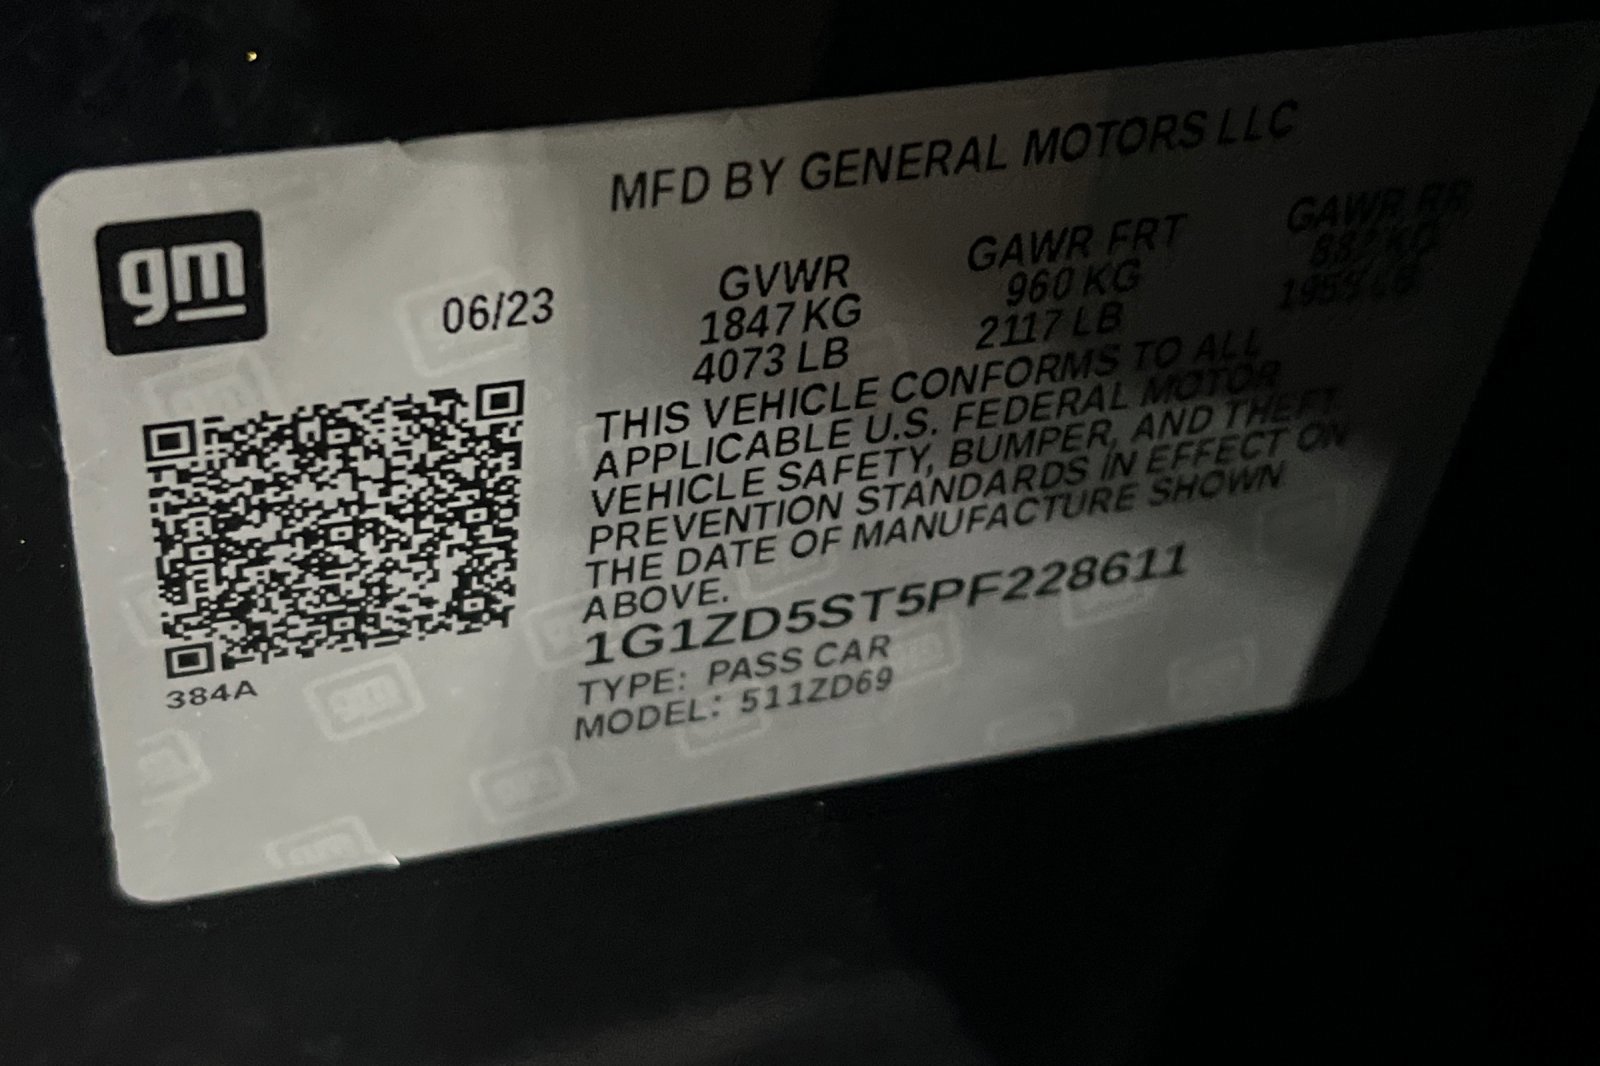 MFD BY GENERAL MOTORS LLC
gm
06/23
GVWR GAWR FRT GAWR RR
1847 KG 960 KG
4073 LB 2117 LB
THIS VEHICLE CONFORMS TO ALL
APPLICABLE U.S. FEDERAL MOTOR
VEHICLE SAFETY, BUMPER, AND THEFT
PREVENTION STANDARDS IN EFFECT ON
THE DATE OF MANUFACTURE SHOWN
ABOVE.
1G1ZD5ST5PF228611
TYPE: PASS CAR
MODEL: 511ZD69
384A